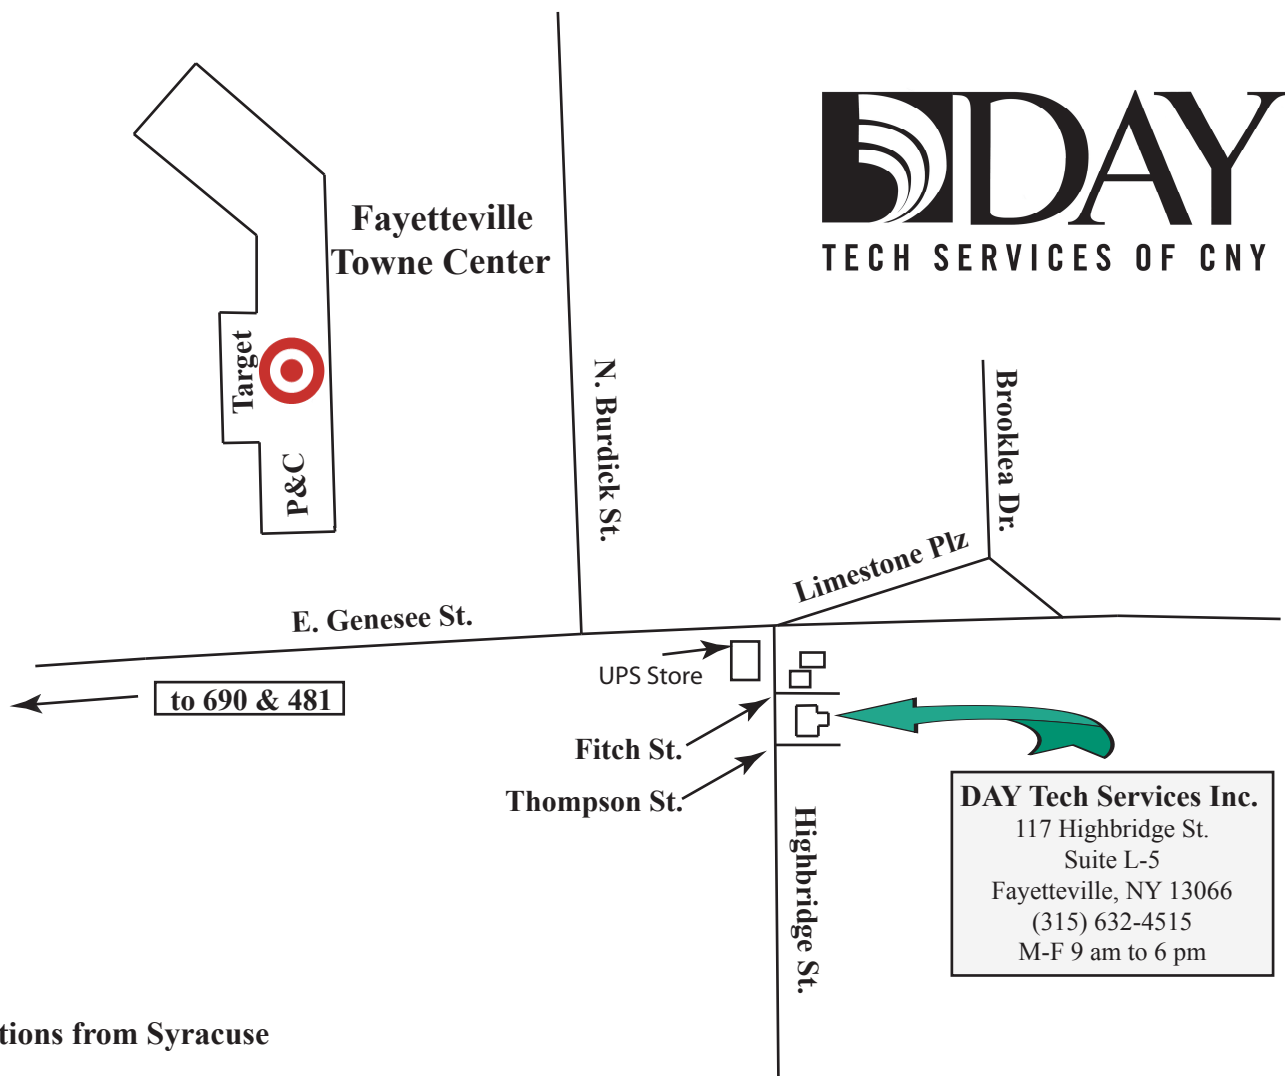 DAY
TECH SERVICES OF CNY
Fayetteville
Towne Center
Target
P&C
N. Burdick St.
Brooklea Dr.
Limestone Plz
E. Genesee St.
UPS Store
to 690 & 481
Fitch St.
Thompson St.
Highbridge St.
DAY Tech Services Inc.
117 Highbridge St.
Suite L-5
Fayetteville, NY 13066
(315) 632-4515
M-F 9 am to 6 pm
tions from Syracuse